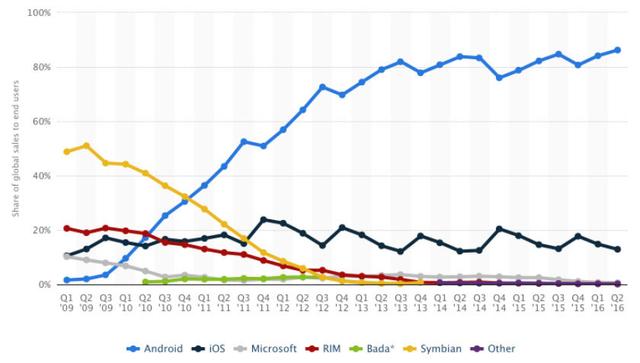 100%
80%
60%
40%
20%
0%
Share of global sales to end users
Q1 Q2 Q3 Q1 Q2 Q3 Q4 Q1 Q2 Q3 Q4 Q1 Q2 Q3 Q4 Q1 Q2 Q3 Q4 Q1 Q2 Q3 Q4 Q1 Q2 Q3 Q4 Q1 Q2
'09 '09 '09 '10 '10 '10 '10 '11 '11 '11 '11 '12 '12 '12 '12 '13 '13 '13 '13 '14 '14 '14 '14 '15 '15 '15 '15 '16 '16
Android iOS Microsoft RIM Bada* Symbian Other